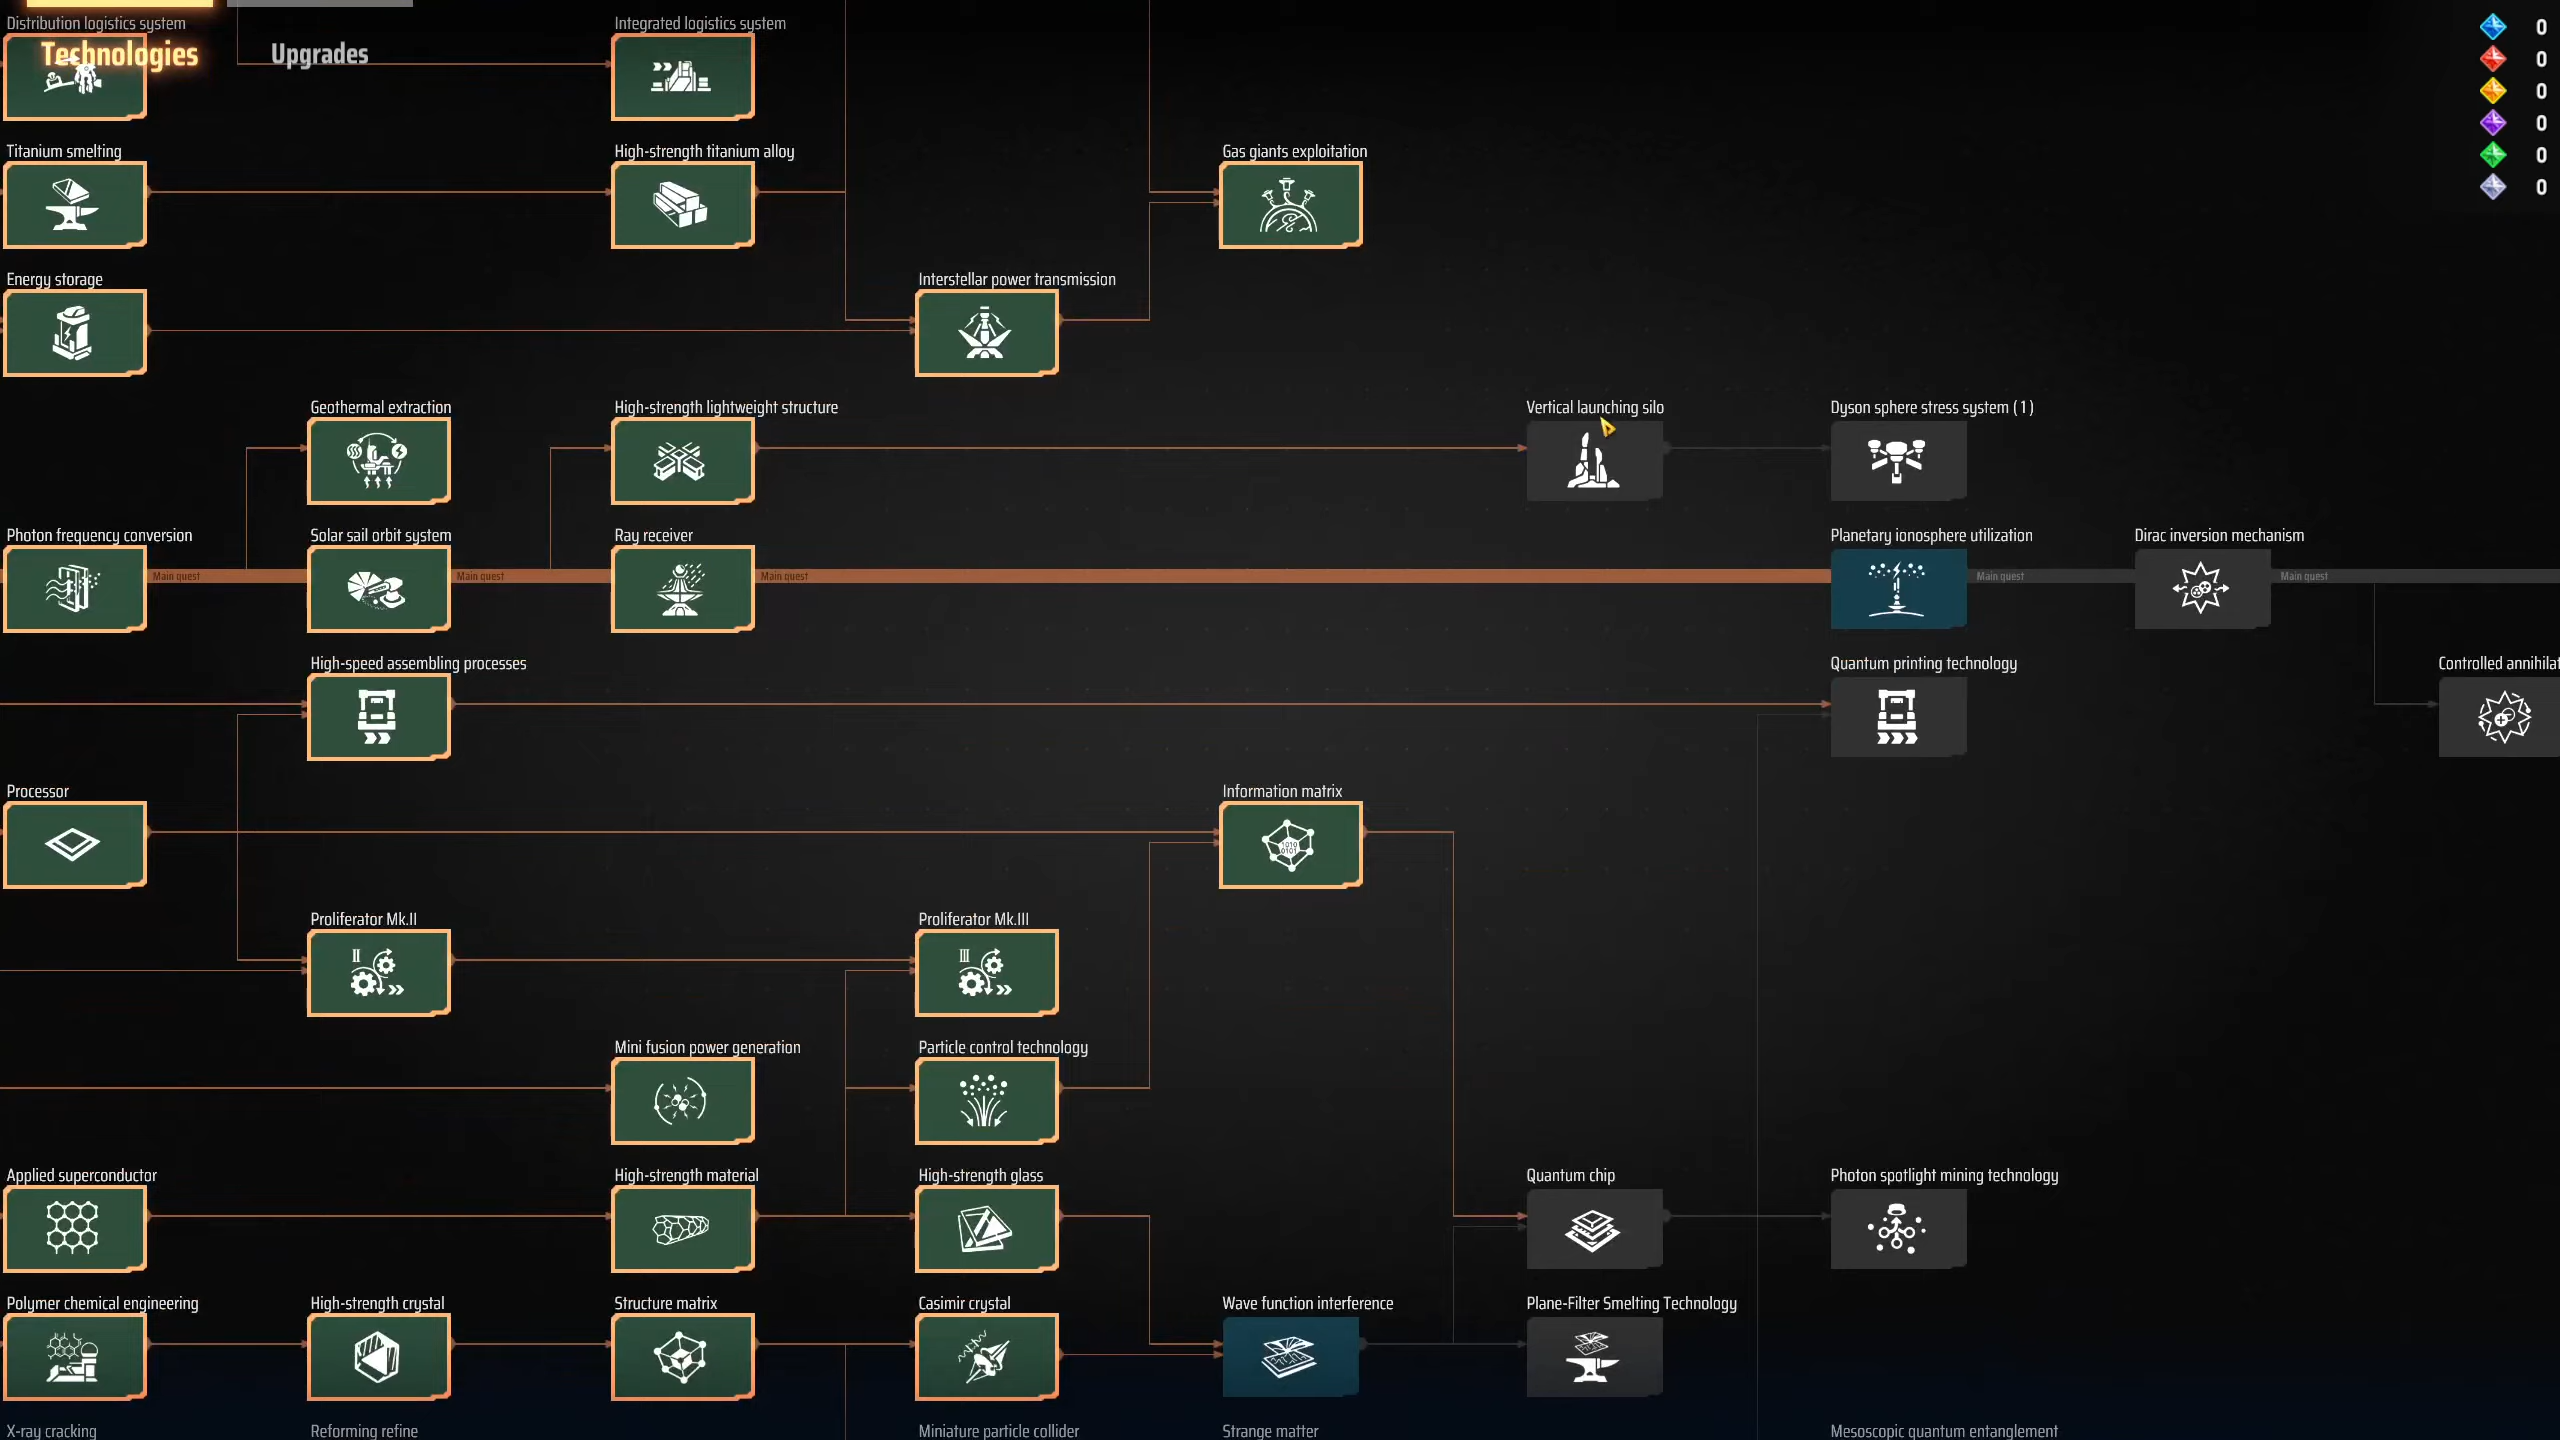 Distribution logistics system
Integrated logistics system
Technologies
Upgrades
0
0
0
0
0
0
Titanium smelting
High-strength titanium alloy
Gas giants exploitation
Energy storage
Interstellar power transmission
Geothermal extraction
High-strength lightweight structure
Vertical launching silo
Dyson sphere stress system ( 1 )
Photon frequency conversion
Solar sail orbit system
Ray receiver
Planetary ionosphere utilization
Dirac inversion mechanism
Main quest
Main quest
Main quest
Main quest
Main quest
High-speed assembling processes
Quantum printing technology
Controlled annihilat
Processor
Information matrix
1010
0101
Proliferator Mk.II
Proliferator Mk.III
II
III
Mini fusion power generation
Particle control technology
Applied superconductor
High-strength material
High-strength glass
Quantum chip
Photon spotlight mining technology
Polymer chemical engineering
High-strength crystal
Structure matrix
Casimir crystal
Wave function interference
Plane-Filter Smelting Technology
X-ray cracking
Reforming refine
Miniature particle collider
Strange matter
Mesoscopic quantum entanglement